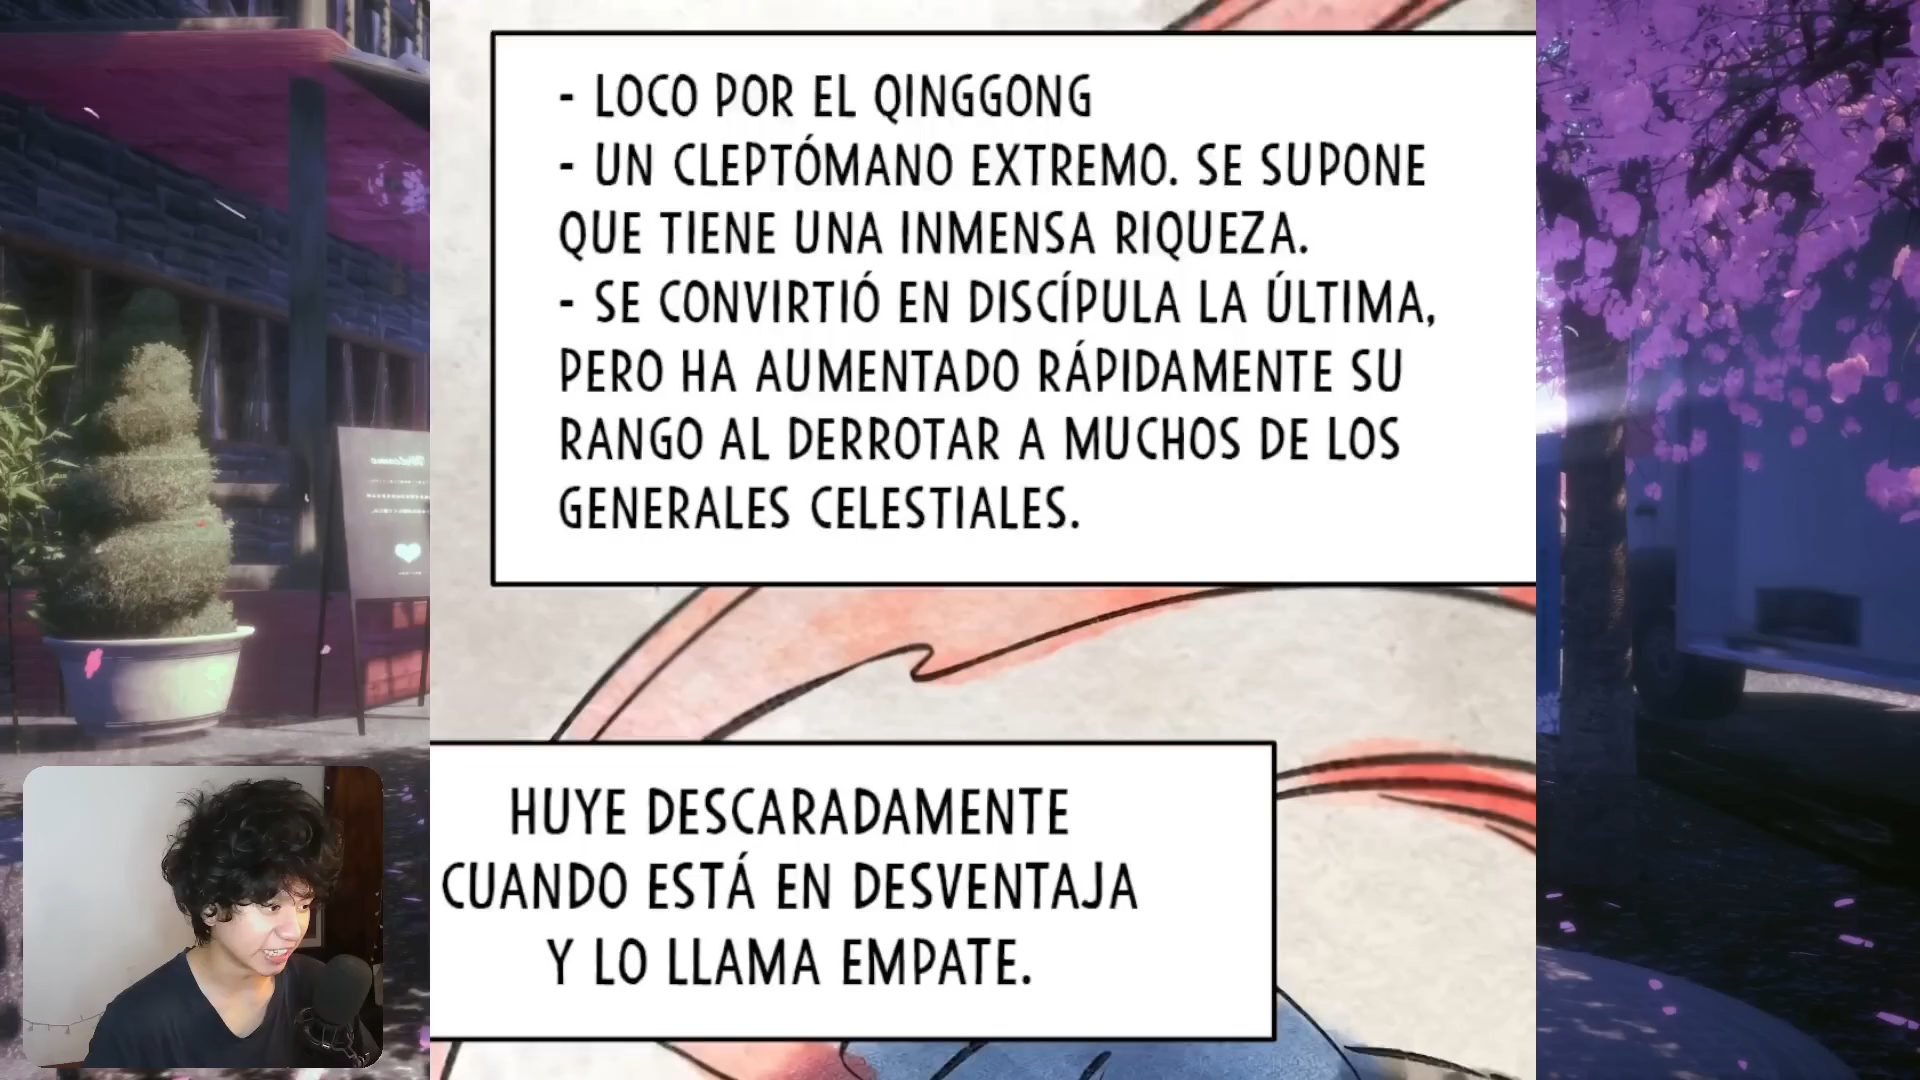 - LOCO POR EL QINGGONG
- UN CLEPTÓMANO EXTREMO. SE SUPONE
QUE TIENE UNA INMENSA RIQUEZA.
- SE CONVIRTIÓ EN DISCÍPULA LA ÚLTIMA,
PERO HA AUMENTADO RÁPIDAMENTE SU
RANGO AL DERROTAR A MUCHOS DE LOS
GENERALES CELESTIALES.
HUYE DESCARADAMENTE
CUANDO ESTÁ EN DESVENTAJA
Y LO LLAMA EMPATE.
Welcome